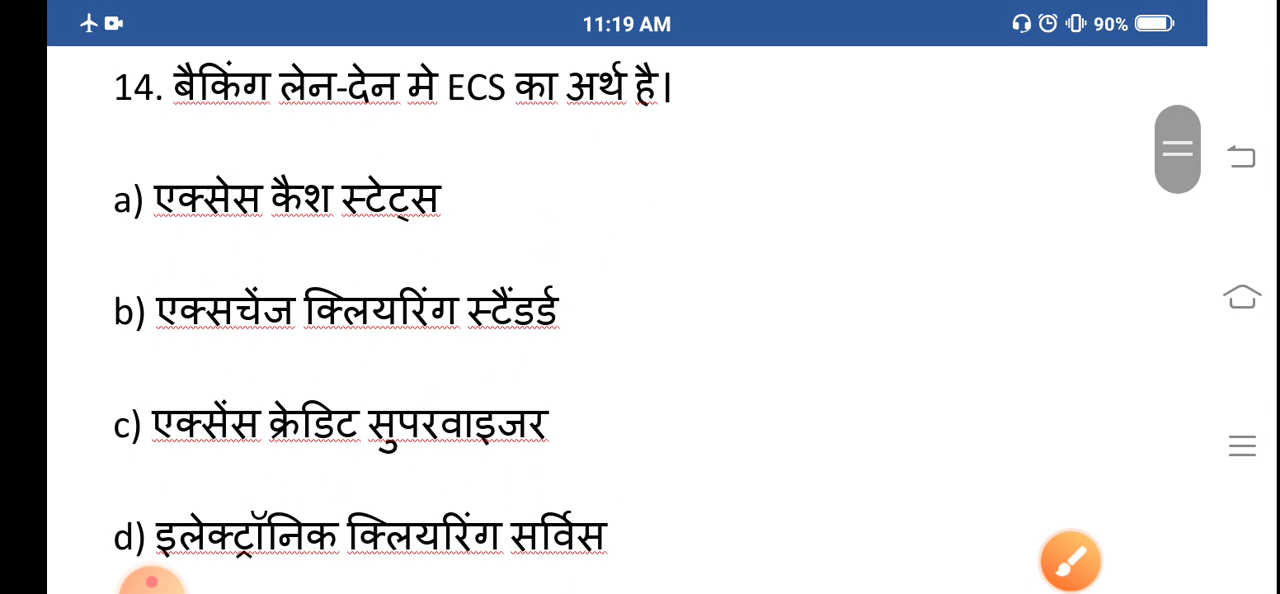 11:19 AM
90%
14. बैकिंग लेन-देन मे ECS का अर्थ है।
a) एक्सेस कैश स्टेट्स
b) एक्सचेंज क्लियरिंग स्टैंडर्ड
c) एक्सेंस क्रेडिट सुपरवाइजर
d) इलेक्ट्रॉनिक क्लियरिंग सर्विस